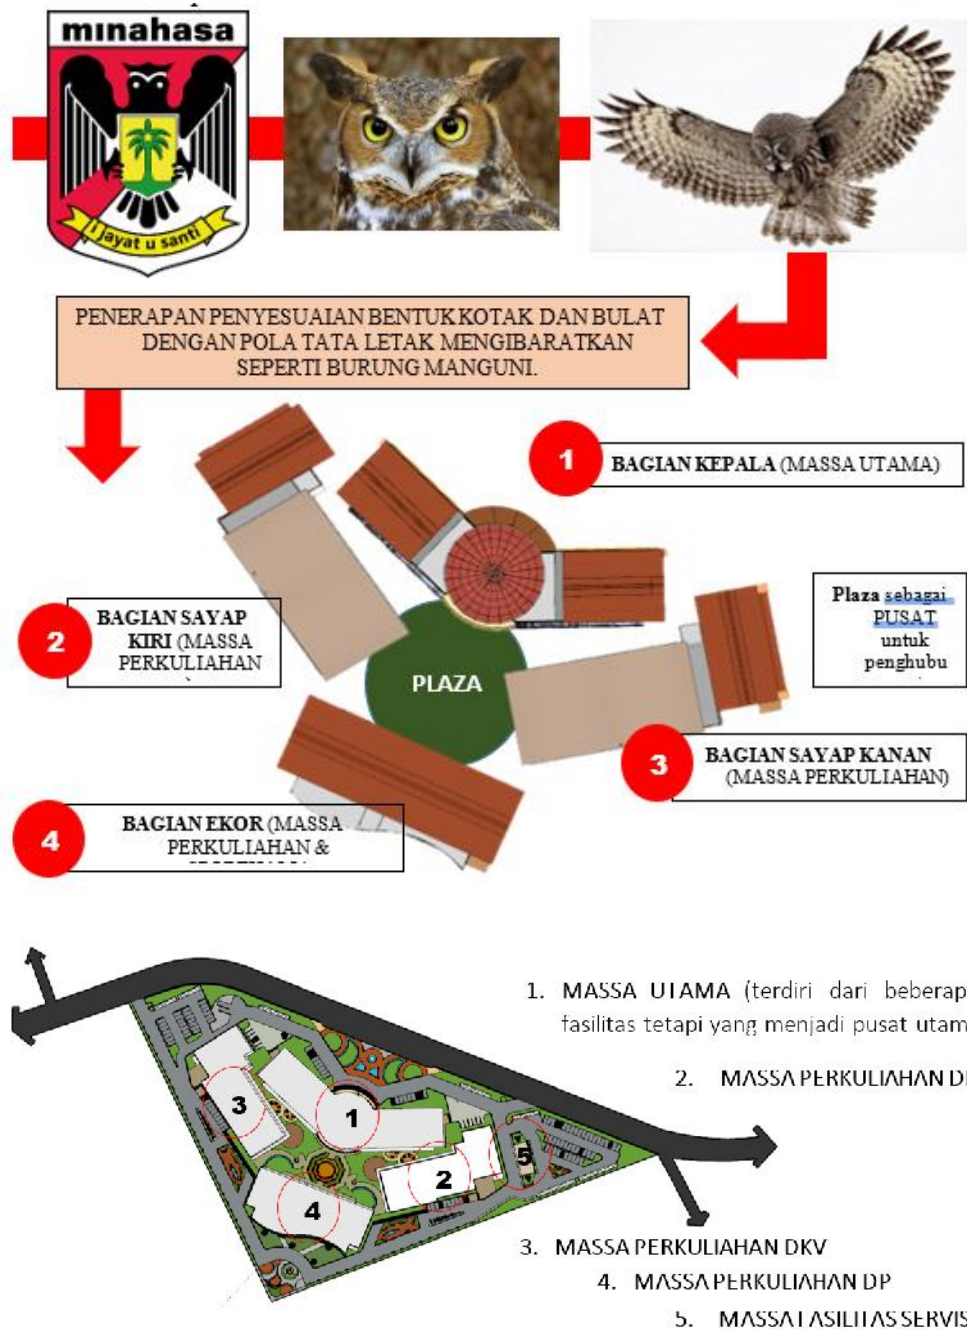 minahasa
i jayat u santi
PENERAPAN PENYESUAIAN BENTUK KOTAK DAN BULAT
DENGAN POLA TATA LETAK MENGIBARATKAN
SEPERTI BURUNG MANGUNI.
1
BAGIAN KEPALA (MASSA UTAMA)
2
BAGIAN SAYAP
KIRI (MASSA
PERKULIAHAN
Plaza sebagai
PUSAT
untuk
penghubu
PLAZA
3
BAGIAN SAYAP KANAN
(MASSA PERKULIAHAN)
4
BAGIAN EKOR (MASSA
PERKULIAHAN &
1. MASSA UTAMA (terdiri dari beberap
fasilitas tetapi yang menjadi pusat utam
2. MASSA PERKULIAHAN DI
3
1
5
2
4
3. MASSA PERKULIAHAN DKV
4. MASSA PERKULIAHAN DP
5. MASSA FASILITAS SERVIS